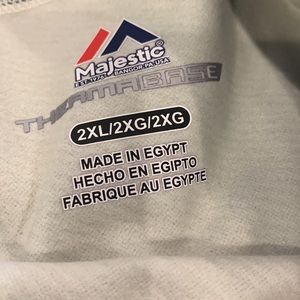 Majestic
EST. 1976 BANGOR, PA USA
THERMABASE
2XL/2XG/2XG
MADE IN EGYPT
HECHO EN EGIPTO
FABRIQUE AU EGYPTE